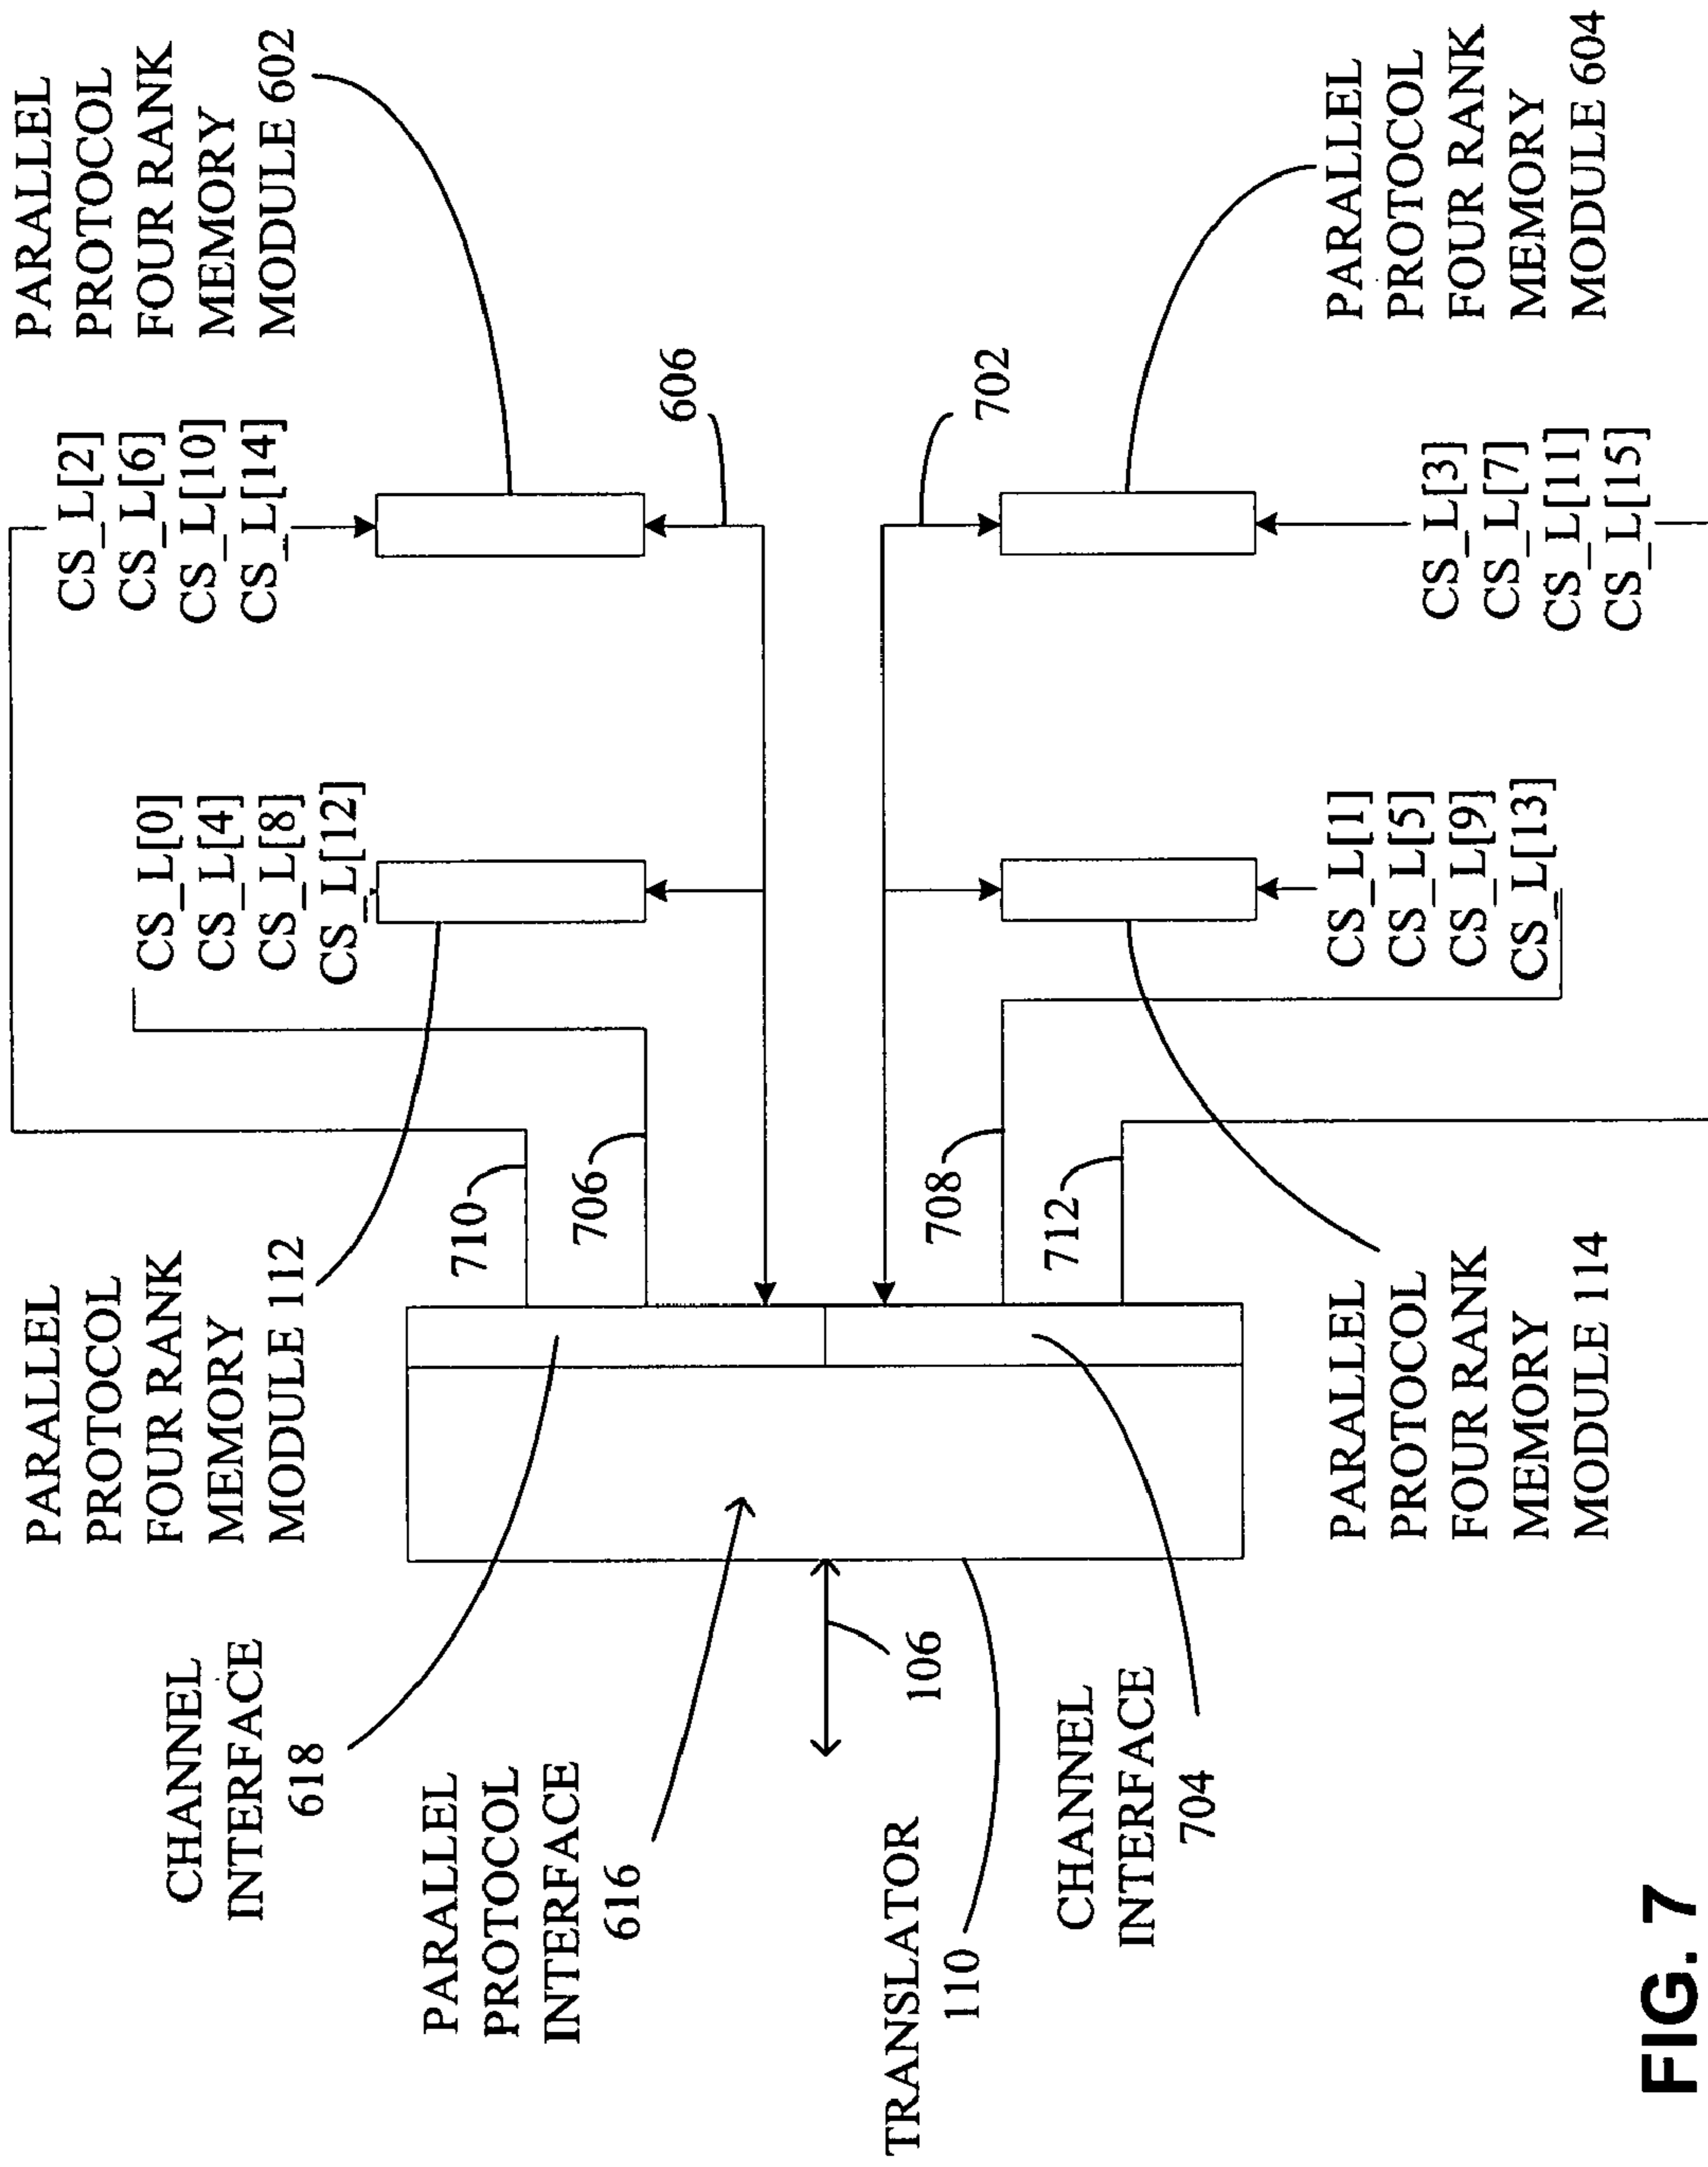 PARALLEL
PROTOCOL
FOUR RANK
MEMORY
MODULE 602
CS_L[2]
CS_L[6]
CS_L[10]
CS_L[14]
606
PARALLEL
PROTOCOL
FOUR RANK
MEMORY
MODULE 604
702
CS_L[3]
CS_L[7]
CS_L[11]
CS_L[15]
CS_L[0]
CS_L[4]
CS_L[8]
CS_L[12]
CS_L[1]
CS_L[5]
CS_L[9]
CS_L[13]
PARALLEL
PROTOCOL
FOUR RANK
MEMORY
MODULE 112
710
706
708
712
PARALLEL
PROTOCOL
FOUR RANK
MEMORY
MODULE 114
CHANNEL
INTERFACE
618
PARALLEL
PROTOCOL
INTERFACE
616
106
TRANSLATOR
110
CHANNEL
INTERFACE
704
FIG. 7